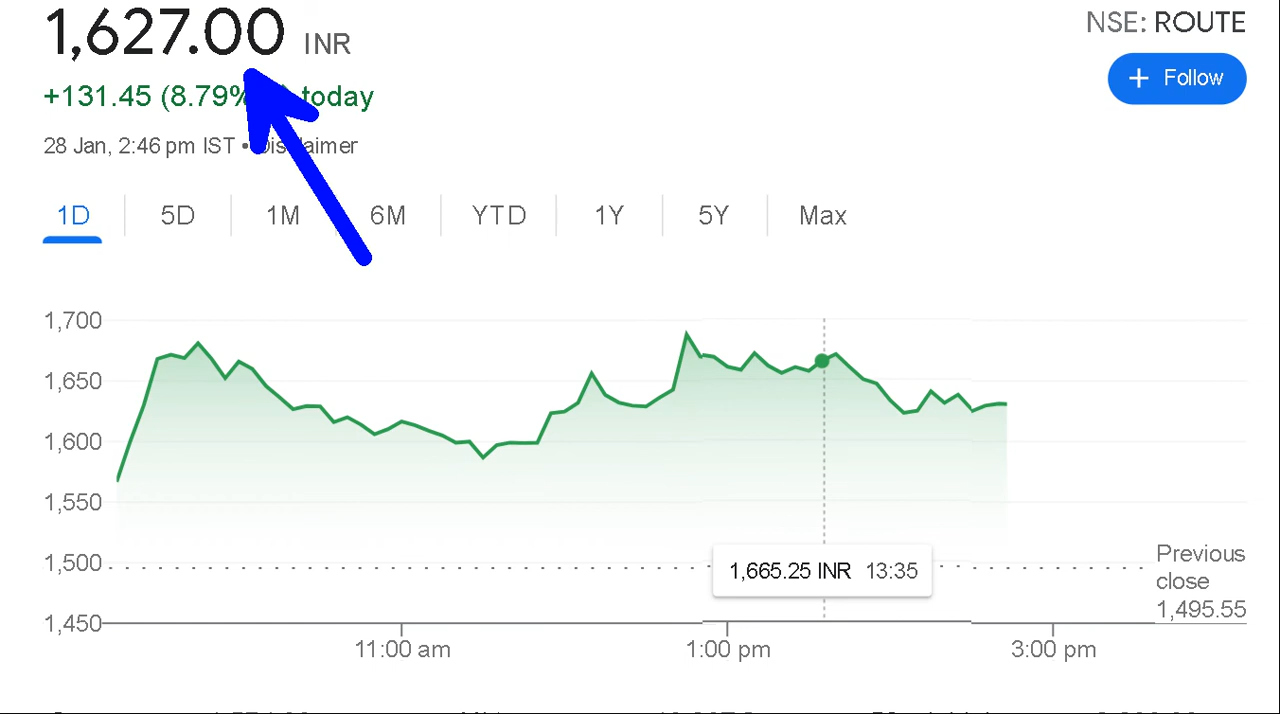 1,627.00 INR
NSE: ROUTE
+ Follow
+131.45 (8.79% today
28 Jan, 2:46 pm IST •
1D 5D 1M 6M YTD 1Y 5Y Max
1,700
1,650
1,600
1,550
1,500
1,450
1,665.25 INR 13:35
Previous
close
1,495.55
11:00 am 1:00 pm 3:00 pm